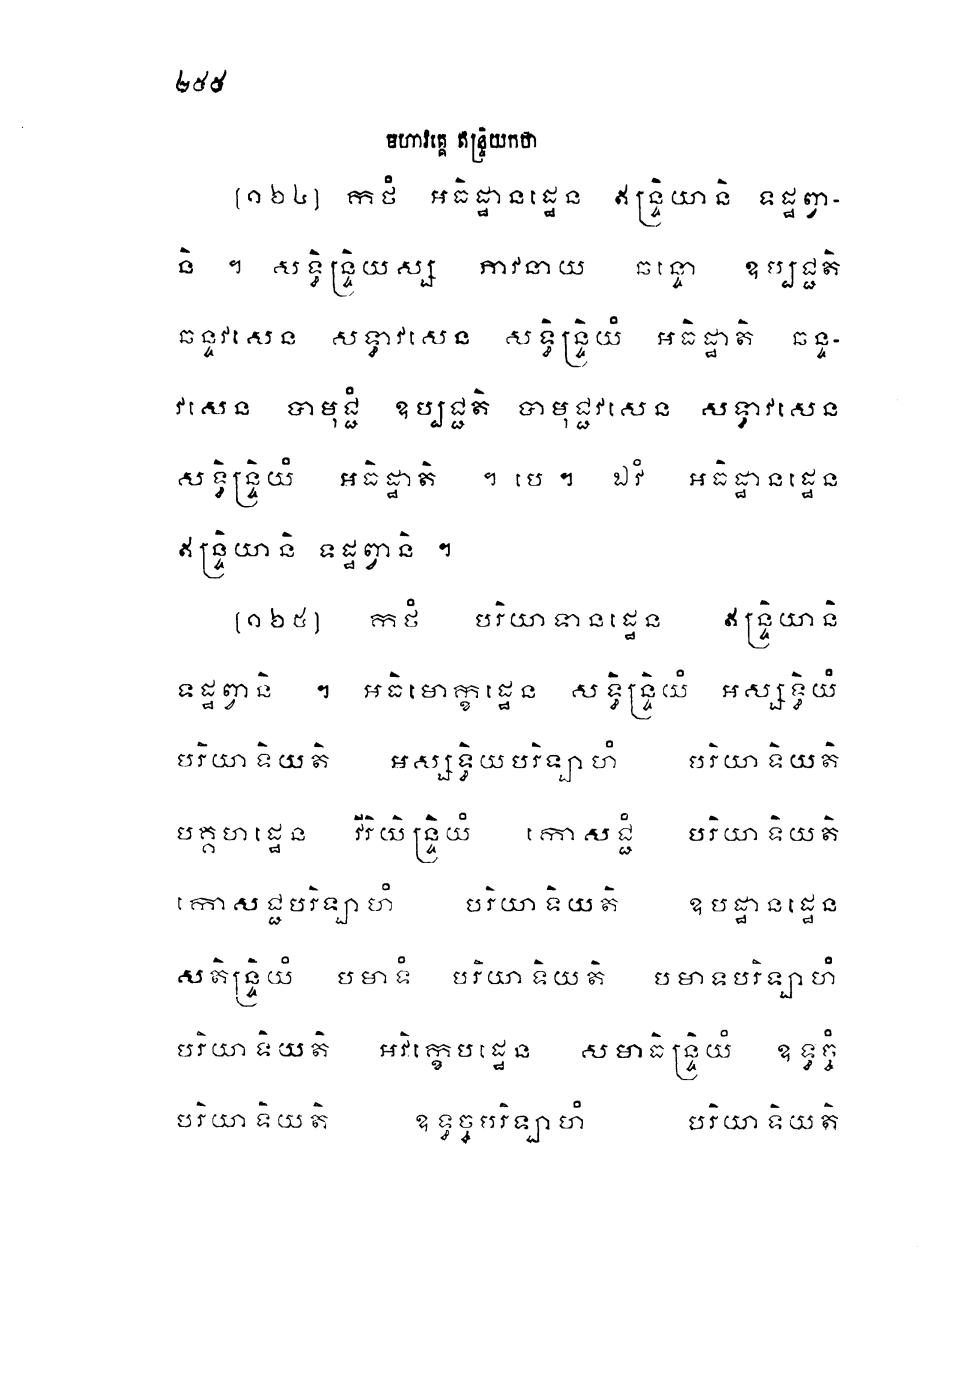 ២៩៩
មហាវគ្គេ ឥន្ទ្រិយកថា
(១៦៤) កថំ អធិដ្ឋានដ្ឋេន ឥន្ទ្រិយានិ ទដ្ឋព្វា-
និ ។ សទ្ធិន្ទ្រិយស្ស ភាវនាយ ឆន្ទោ ឧប្បជ្ជតិ
ឆន្ទវសេន សទ្ធាវសេន សទ្ធិន្ទ្រិយំ អធិដ្ឋាតិ ឆន្ទ-
វសេន បាមុជ្ជំ ឧប្បជ្ជតិ បាមុជ្ជវសេន សទ្ធាវសេន
សទ្ធិន្ទ្រិយំ អធិដ្ឋាតិ ។ បេ ។ ឯវំ អធិដ្ឋានដ្ឋេន
ឥន្ទ្រិយានិ ទដ្ឋព្វានិ ។
(១៦៥) កថំ បរិយាទានដ្ឋេន ឥន្ទ្រិយានិ
ទដ្ឋព្វានិ ។ អធិមោក្ខដ្ឋេន សទ្ធិន្ទ្រិយំ អស្សទ្ធិយំ
បរិយាទិយតិ អស្សទ្ធិយបរិឡាហំ បរិយាទិយតិ
បគ្គហដ្ឋេន វីរិយិន្ទ្រិយំ កោសជ្ជំ បរិយាទិយតិ
កោសជ្ជបរិឡាហំ បរិយាទិយតិ ឧបដ្ឋានដ្ឋេន
សតិន្ទ្រិយំ បមាទំ បរិយាទិយតិ បមាទបរិឡាហំ
បរិយាទិយតិ អវិក្ខេបដ្ឋេន សមាធិន្ទ្រិយំ ឧទ្ធច្ចំ
បរិយាទិយតិ ឧទ្ធច្ចបរិឡាហំ បរិយាទិយតិ